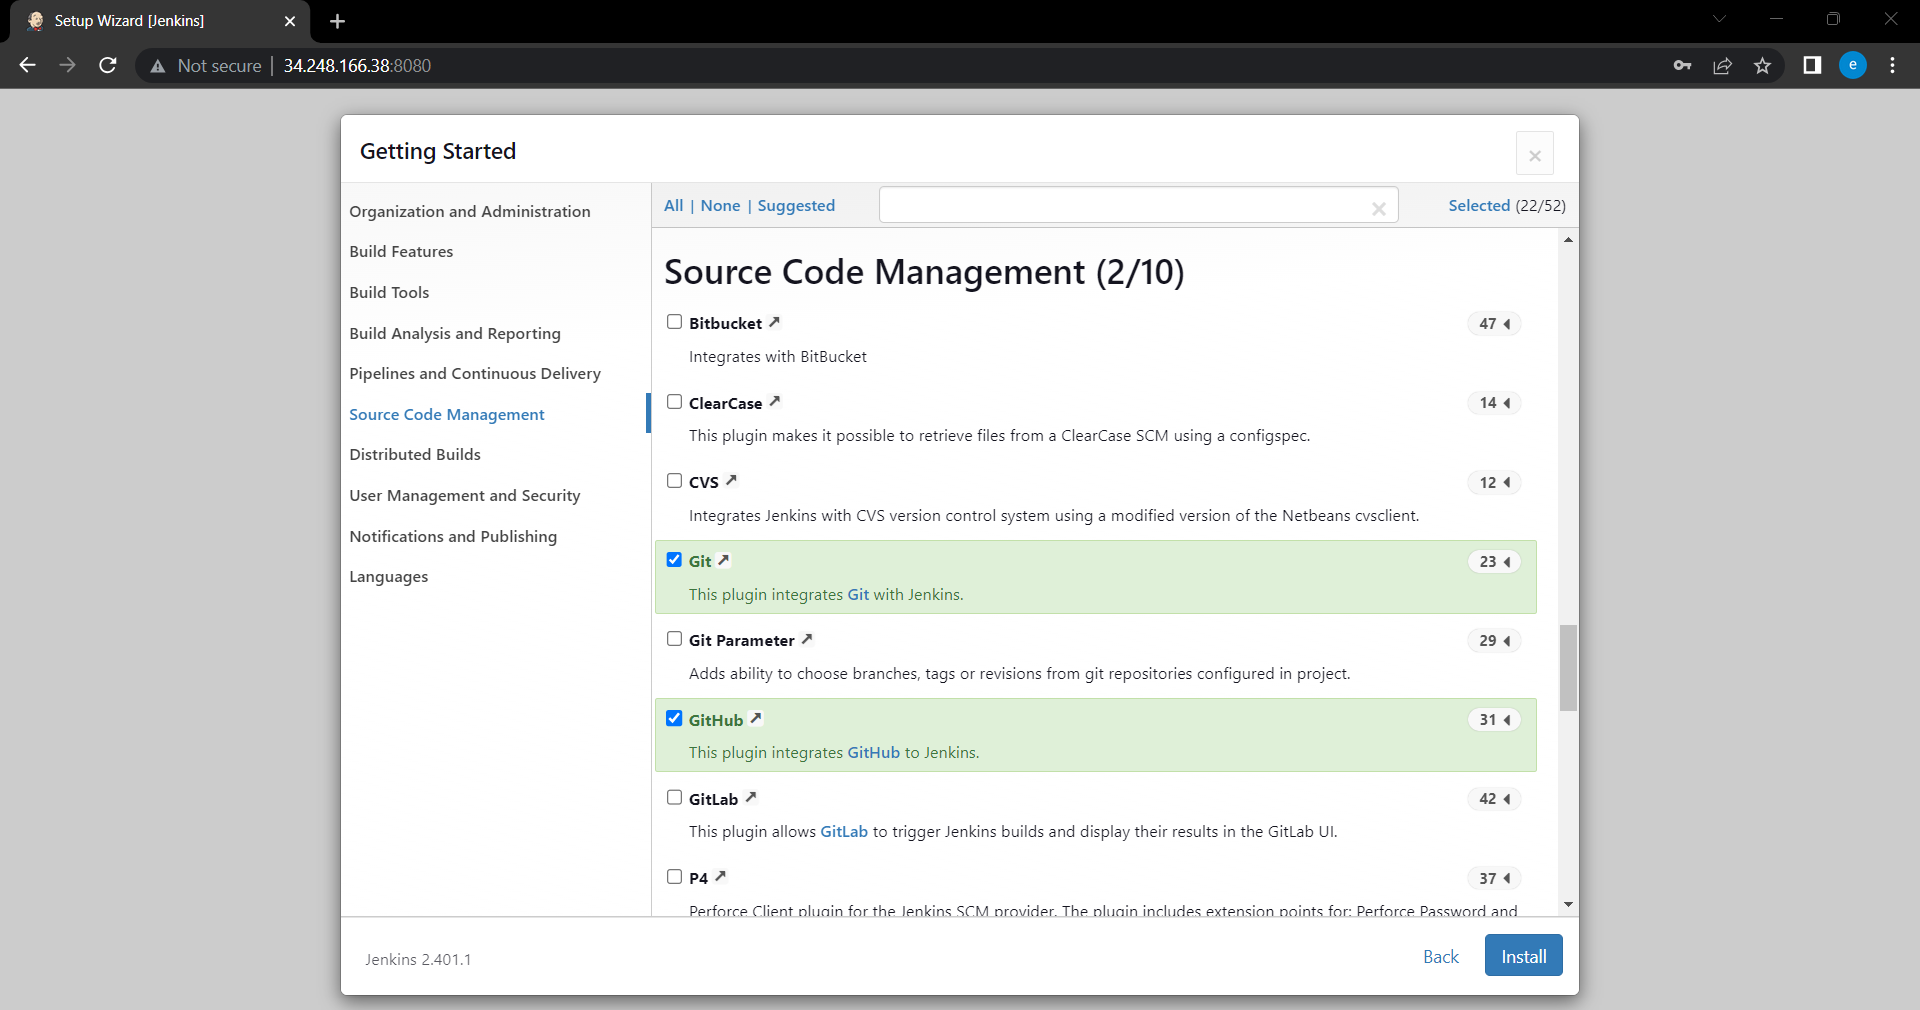 Setup Wizard [Jenkins]
Not secure | 34.248.166.38:8080
e
Getting Started
Organization and Administration
Build Features
Build Tools
Build Analysis and Reporting
Pipelines and Continuous Delivery
Source Code Management
Distributed Builds
User Management and Security
Notifications and Publishing
Languages
All | None | Suggested
Selected (22/52)
Source Code Management (2/10)
Bitbucket 47
Integrates with BitBucket
ClearCase 14
This plugin makes it possible to retrieve files from a ClearCase SCM using a configspec.
CVS 12
Integrates Jenkins with CVS version control system using a modified version of the Netbeans cvsclient.
Git 23
This plugin integrates Git with Jenkins.
Git Parameter 29
Adds ability to choose branches, tags or revisions from git repositories configured in project.
GitHub 31
This plugin integrates GitHub to Jenkins.
GitLab 42
This plugin allows GitLab to trigger Jenkins builds and display their results in the GitLab UI.
P4 37
Perforce Client plugin for the Jenkins SCM provider. The plugin includes extension points for: Perforce Password and
Jenkins 2.401.1
Back
Install